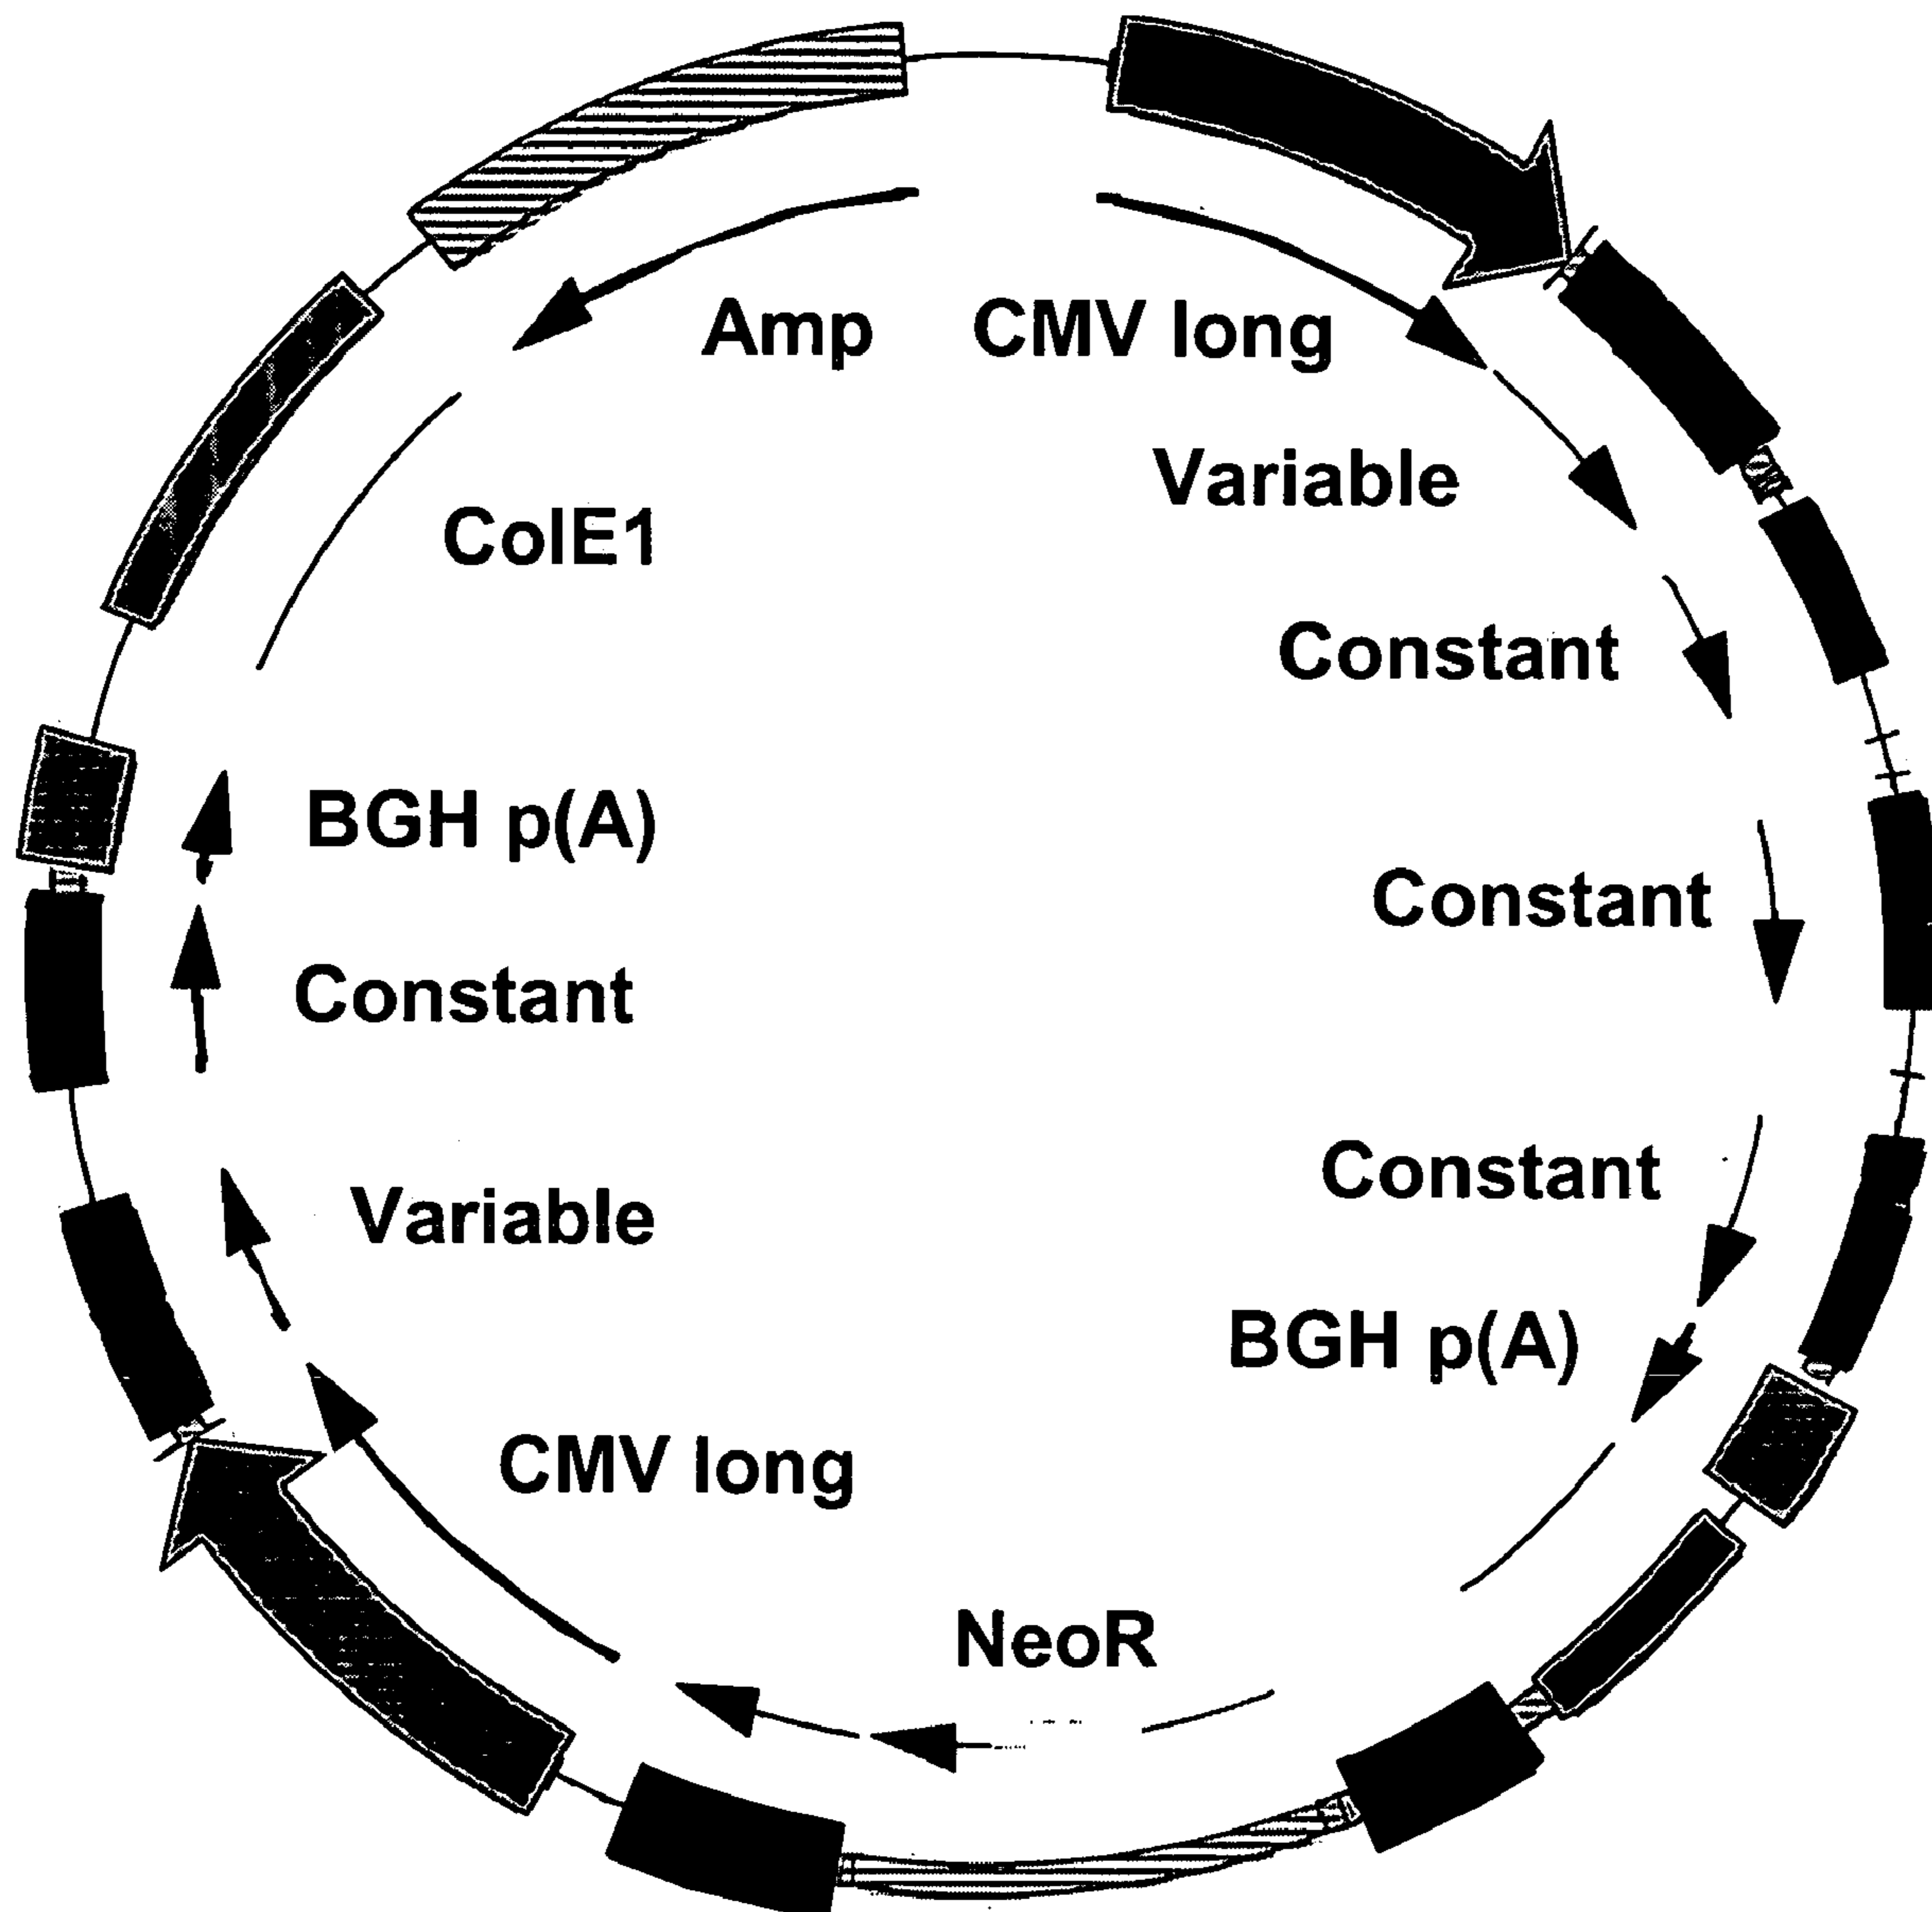 Amp CMV long
Variable
ColE1
Constant
BGH p(A)
Constant
Constant
Constant
Variable
BGH p(A)
CMV long
NeoR